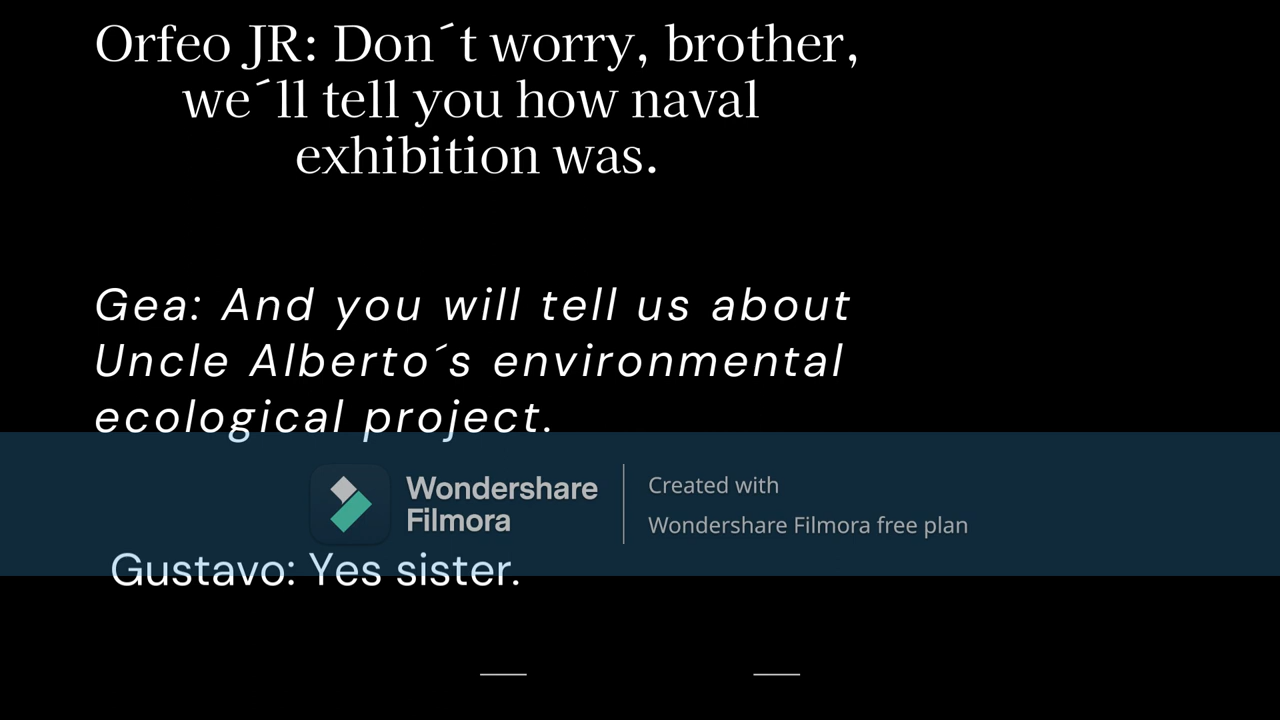 Orfeo JR: Don´t worry, brother,
we´ll tell you how naval
exhibition was.
Gea: And you will tell us about
Uncle Alberto´s environmental
ecological project.
Wondershare
Filmora
Created with
Wondershare Filmora free plan
Gustavo: Yes sister.